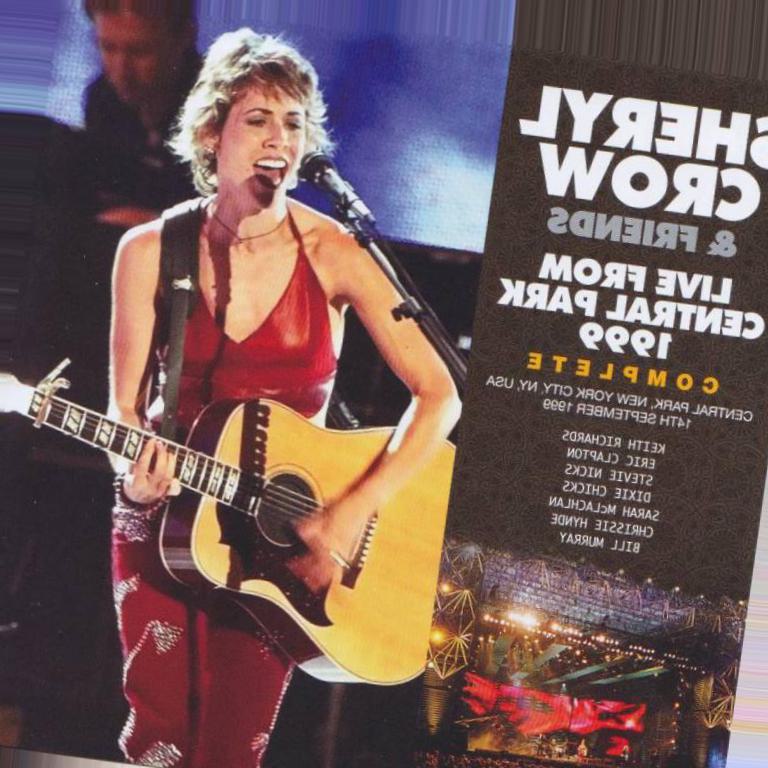 SHERYL
CROW
& FRIENDS
LIVE FROM
CENTRAL PARK
1999
COMPLETE
CENTRAL PARK, NEW YORK CITY, NY, USA
14TH SEPTEMBER 1999
KEITH RICHARDS
ERIC CLAPTON
STEVIE NICKS
DIXIE CHICKS
SARAH McLACHLAN
CHRISSIE HYNDE
BILL MURRAY